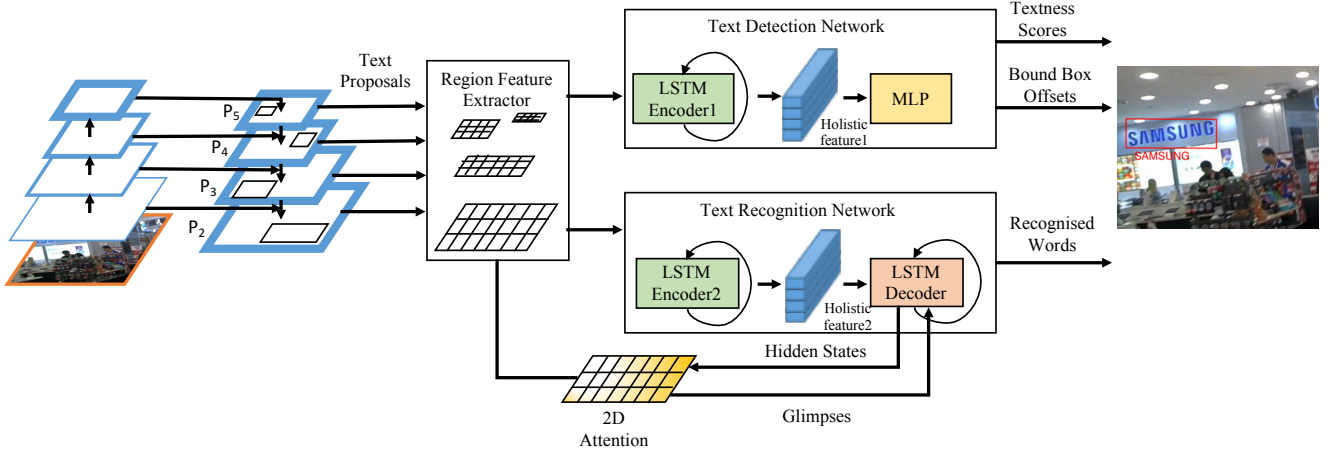 Text
Proposals
P5
P4
P3
P2
Region Feature
Extractor
Text Detection Network
LSTM
Encoder1
Holistic
feature1
MLP
Textness
Scores
Bound Box
Offsets
SAMSUNG
SAMSUNG
Text Recognition Network
LSTM
Encoder2
Holistic
feature2
LSTM
Decoder
Recognised
Words
Hidden States
Glimpses
2D
Attention